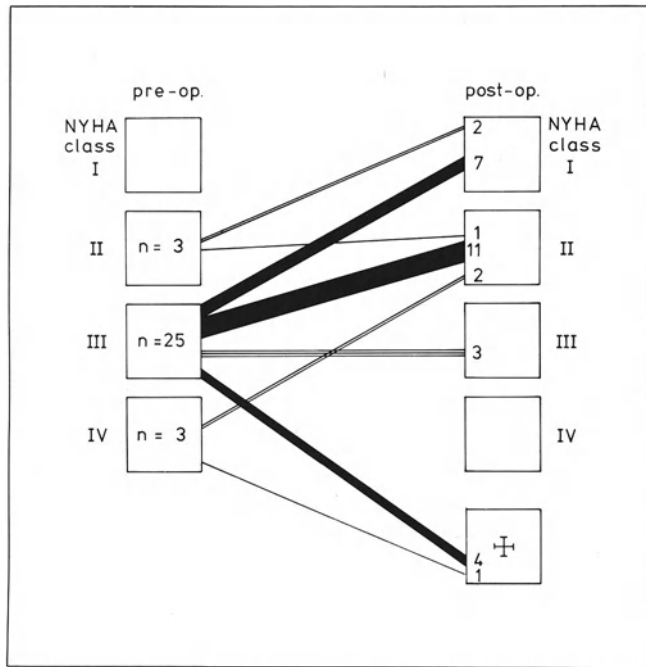 pre-op. post-op.
NYHA class I
2
7
NYHA class I
II n = 3
1
11
2
II
III n=25
3
III
IV n = 3
IV
4
1